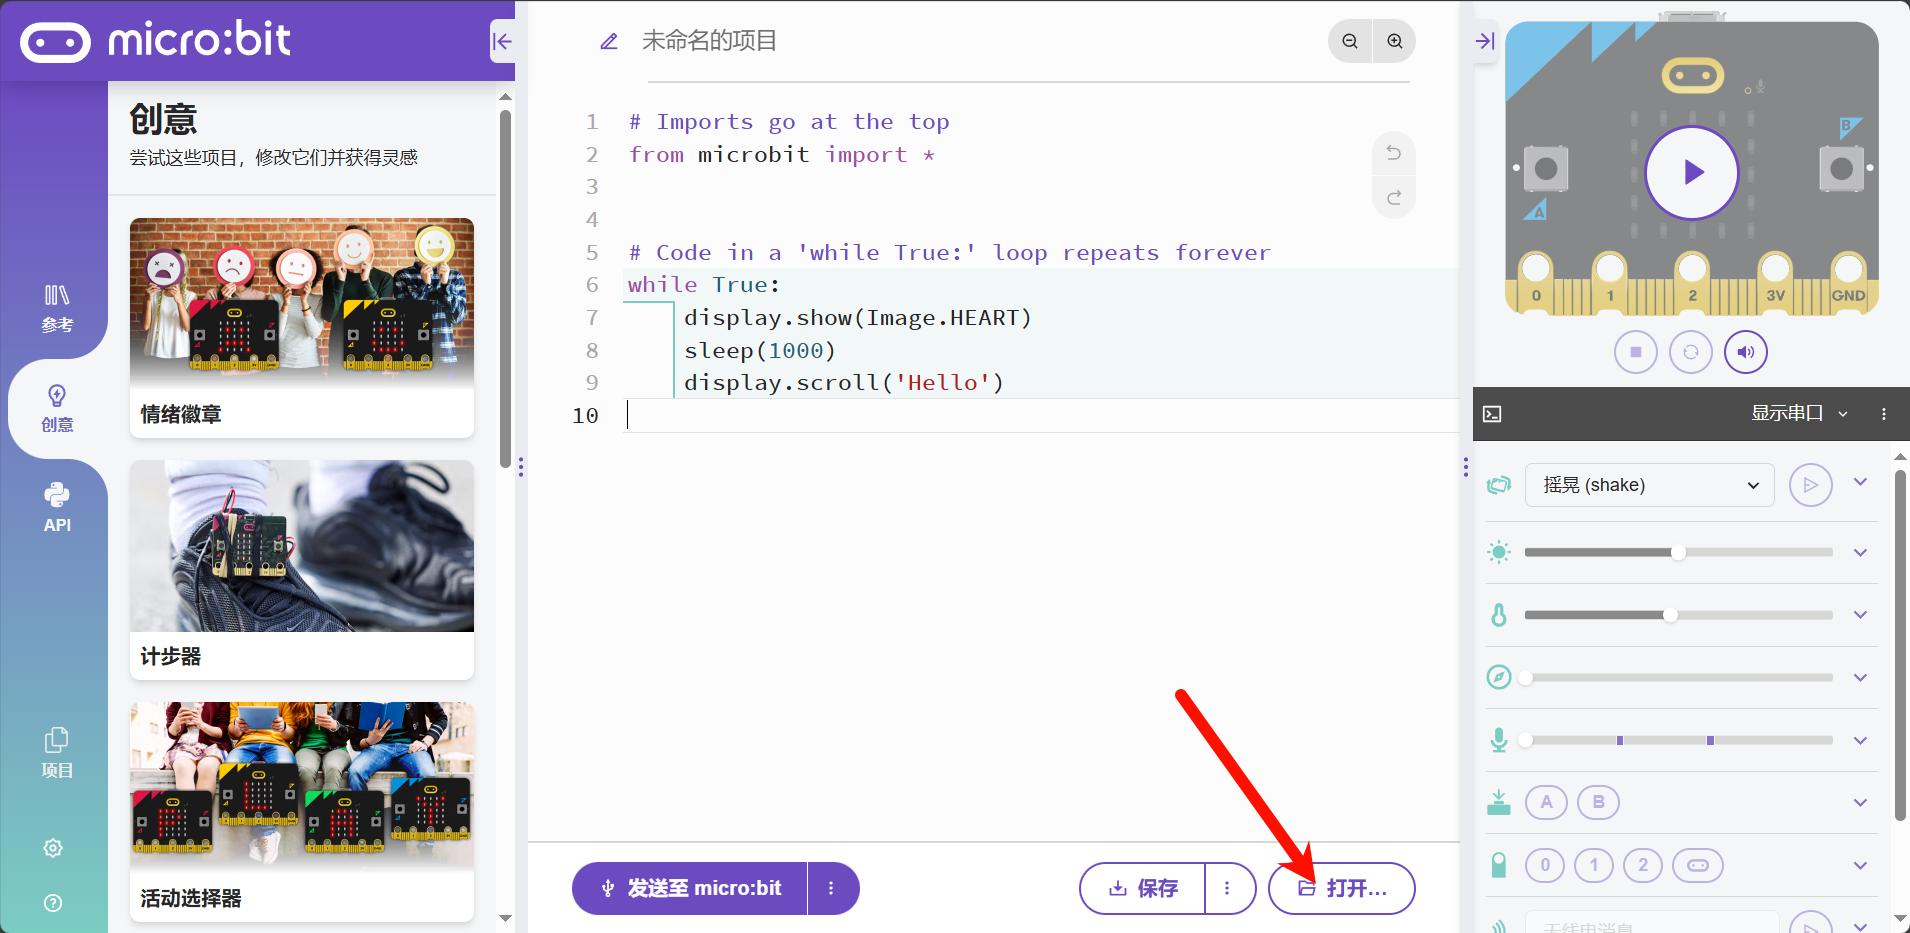 micro:bit
创意
尝试这些项目，修改它们并获得灵感
参考
创意
API
项目
情绪徽章
计步器
活动选择器
未命名的项目
1 # Imports go at the top
2 from microbit import *
3
4
5 # Code in a 'while True:' loop repeats forever
6 while True:
7 display.show(Image.HEART)
8 sleep(1000)
9 display.scroll('Hello')
10
发送至 micro:bit
保存
打开...
A
B
0 1 2 3V GND
显示串口
摇晃 (shake)
A B
0 1 2
无线电消息